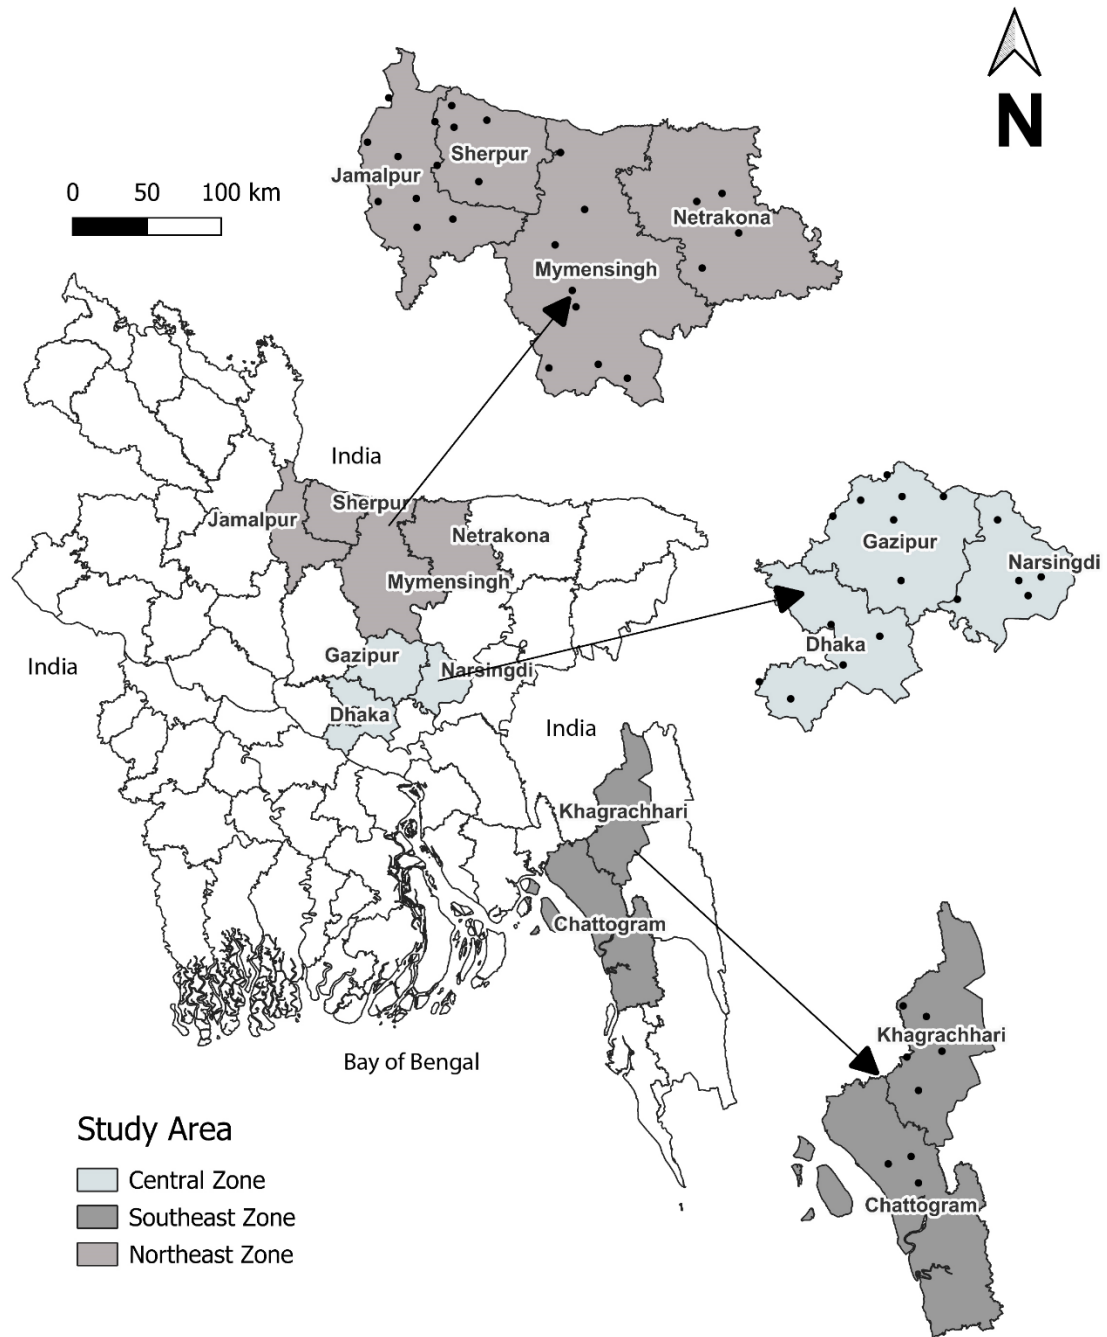 N
0 50 100 km
Sherpur
Jamalpur
Netrakona
Mymensingh
India
Sherpur
Jamalpur
Netrakona
Mymensingh
Gazipur
Narsingdi
Dhaka
India
Gazipur
Narsingdi
Dhaka
India
Khagrachhari
Chattogram
Bay of Bengal
Khagrachhari
Chattogram
Study Area
Central Zone
Southeast Zone
Northeast Zone